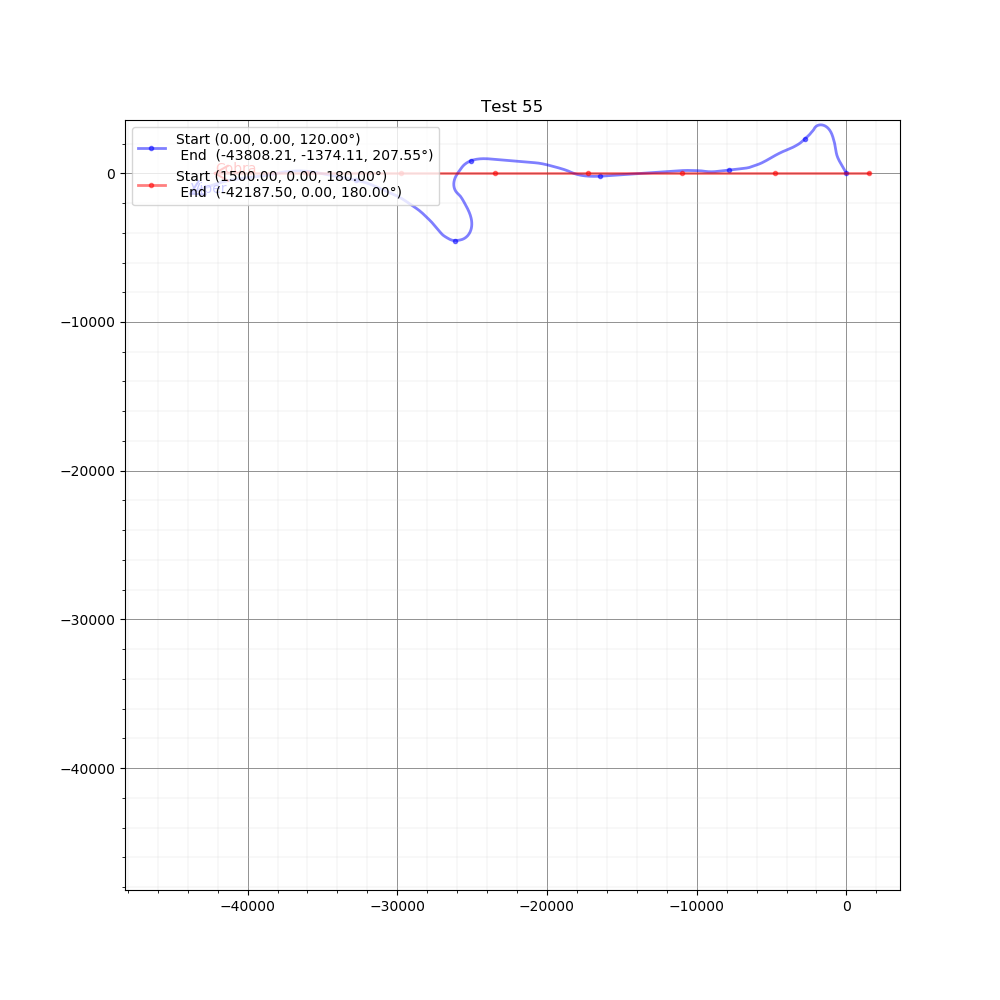 Test 55
Start (0.00, 0.00, 120.00°)
End (-43808.21, -1374.11, 207.55°)
Start (1500.00, 0.00, 180.00°)
End (-42187.50, 0.00, 180.00°)
0
−10000
−20000
−30000
−40000
−40000 −30000 −20000 −10000 0